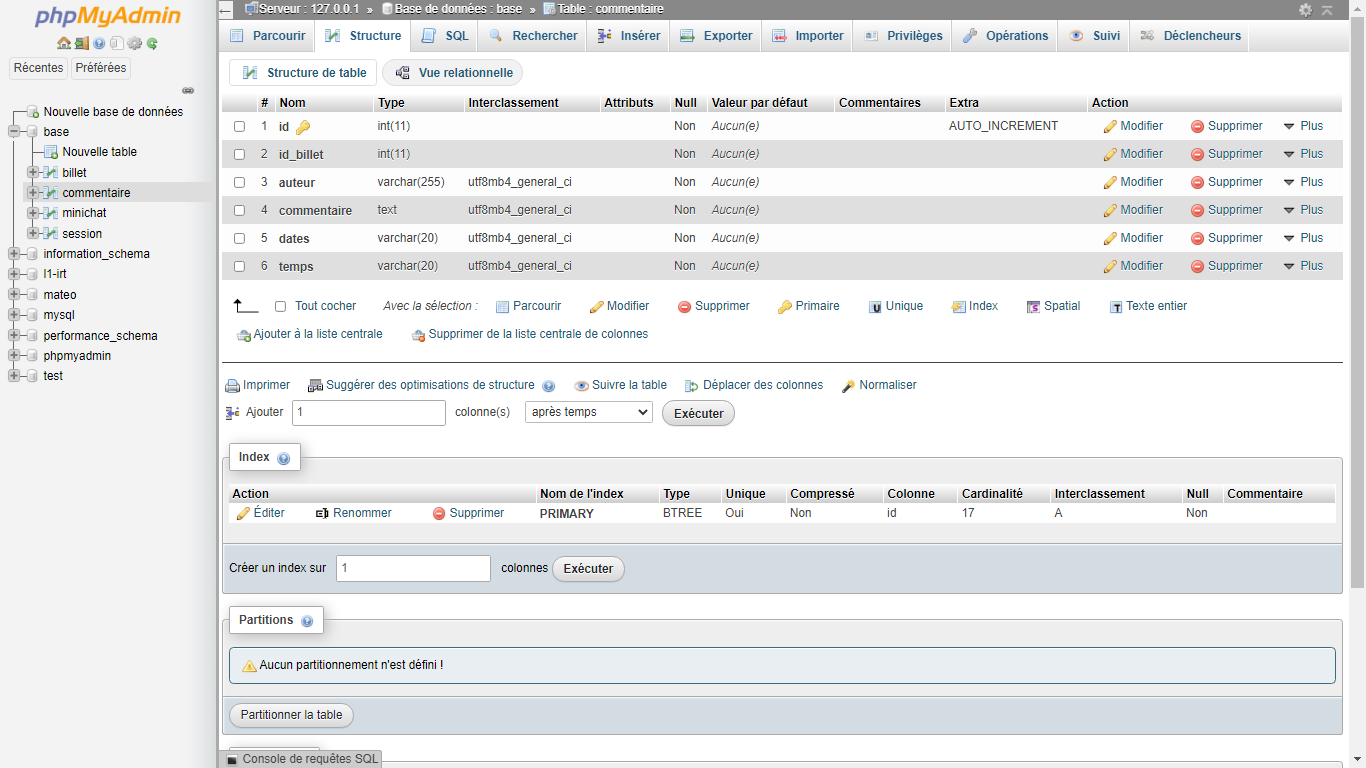 phpMyAdmin
Récentes Préférées
Nouvelle base de données
base
Nouvelle table
billet
commentaire
minichat
session
information_schema
l1-irt
mateo
mysql
performance_schema
phpmyadmin
test
Serveur : 127.0.0.1 » Base de données : base » Table : commentaire
Parcourir Structure SQL Rechercher Insérer Exporter Importer Privilèges Opérations Suivi Déclencheurs
Structure de table Vue relationnelle
# Nom Type Interclassement Attributs Null Valeur par défaut Commentaires Extra Action
1 id int(11) Non Aucun(e) AUTO_INCREMENT Modifier Supprimer Plus
2 id_billet int(11) Non Aucun(e) Modifier Supprimer Plus
3 auteur varchar(255) utf8mb4_general_ci Non Aucun(e) Modifier Supprimer Plus
4 commentaire text utf8mb4_general_ci Non Aucun(e) Modifier Supprimer Plus
5 dates varchar(20) utf8mb4_general_ci Non Aucun(e) Modifier Supprimer Plus
6 temps varchar(20) utf8mb4_general_ci Non Aucun(e) Modifier Supprimer Plus
Tout cocher Avec la sélection : Parcourir Modifier Supprimer Primaire Unique Index Spatial Texte entier
Ajouter à la liste centrale Supprimer de la liste centrale de colonnes
Imprimer Suggérer des optimisations de structure Suivre la table Déplacer des colonnes Normaliser
Ajouter 1 colonne(s) après temps Exécuter
Index
Action Nom de l'index Type Unique Compressé Colonne Cardinalité Interclassement Null Commentaire
Éditer Renommer Supprimer PRIMARY BTREE Oui Non id 17 A Non
Créer un index sur 1 colonnes Exécuter
Partitions
Aucun partitionnement n'est défini !
Partitionner la table
Console de requêtes SQL